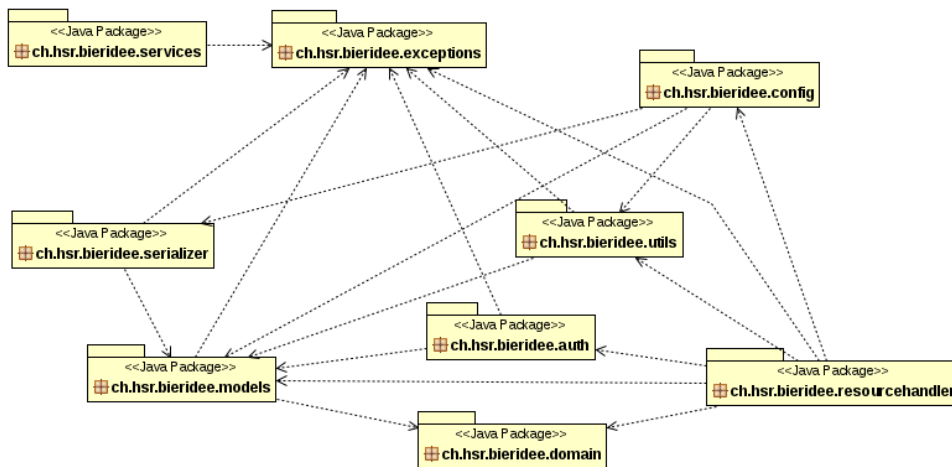 <<Java Package>>
ch.hsr.bieridee.services
<<Java Package>>
ch.hsr.bieridee.exceptions
<<Java Package>>
ch.hsr.bieridee.config
<<Java Package>>
ch.hsr.bieridee.serializer
<<Java Package>>
ch.hsr.bieridee.utils
<<Java Package>>
ch.hsr.bieridee.auth
<<Java Package>>
ch.hsr.bieridee.models
<<Java Package>>
ch.hsr.bieridee.resourcehandler
<<Java Package>>
ch.hsr.bieridee.domain